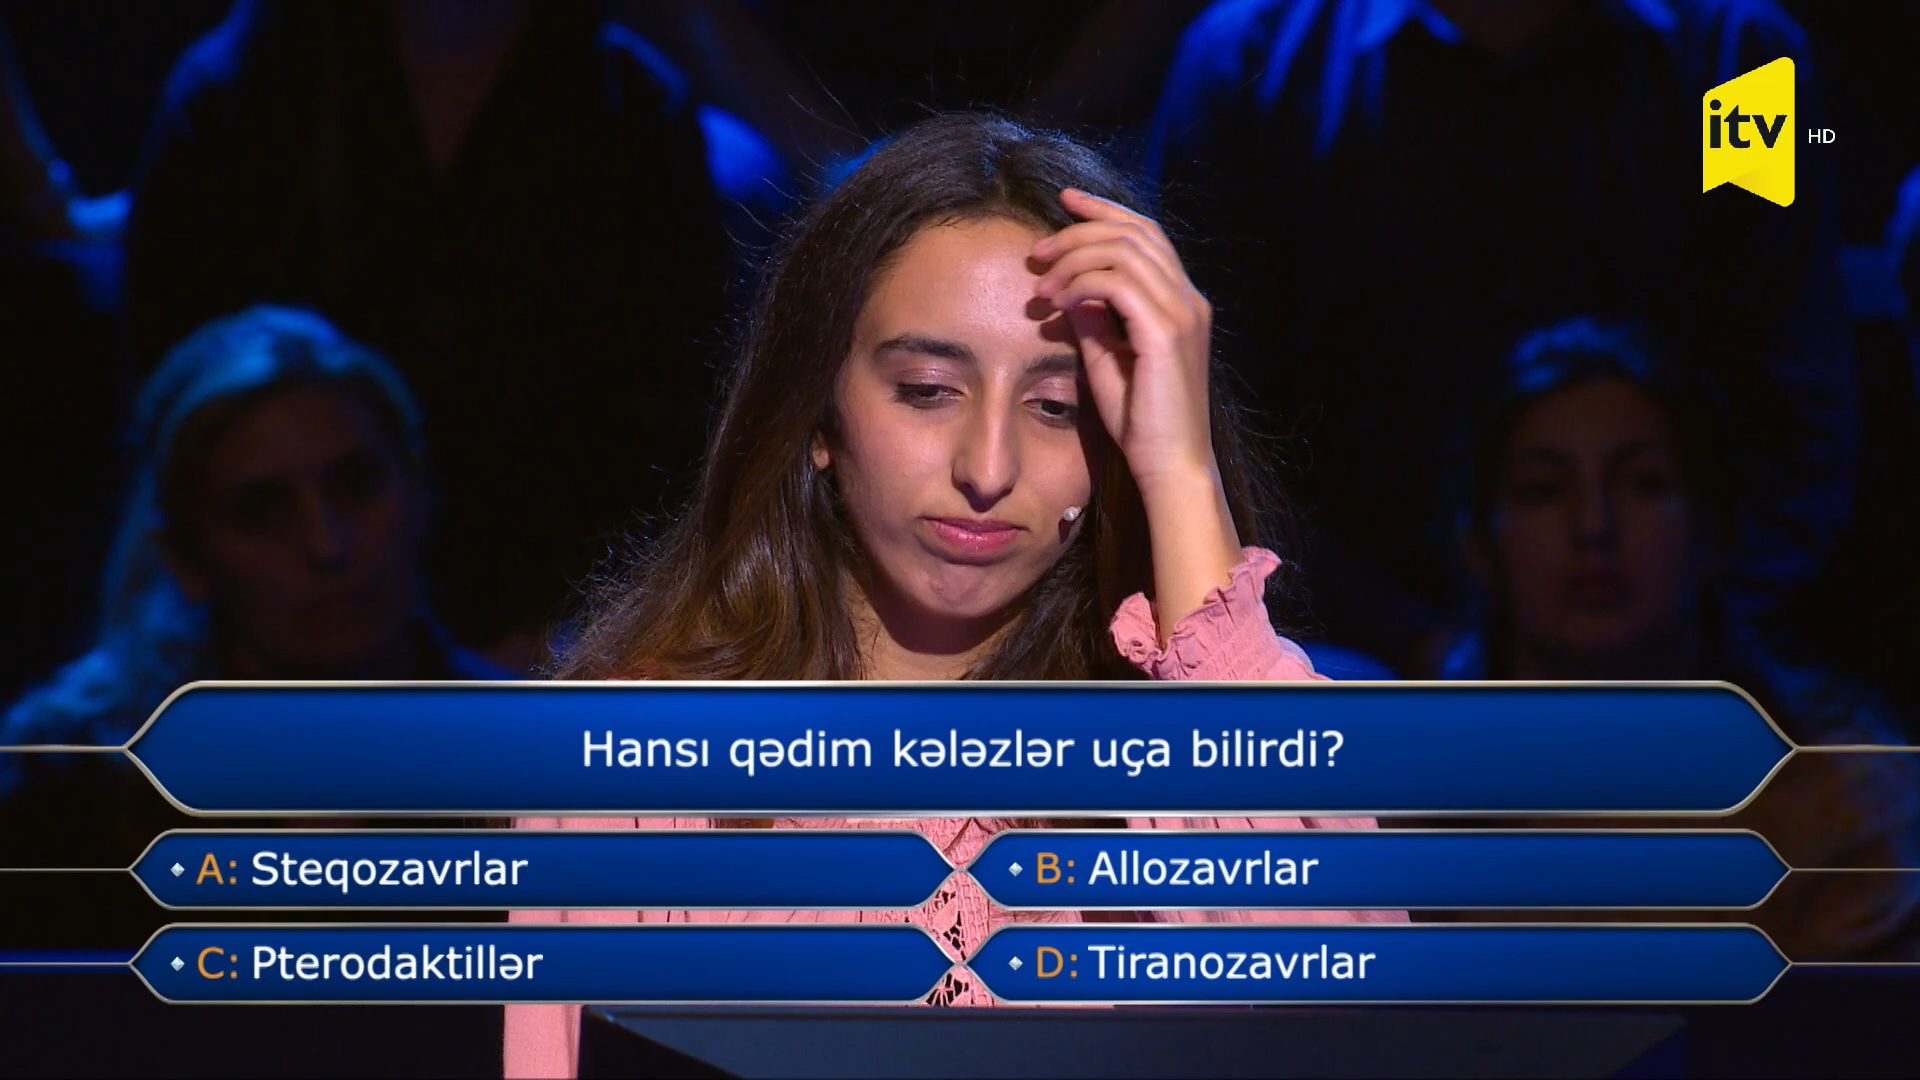 itv HD
Hansı qədim kələzlər uça bilirdi?
A: Steqozavrlar
B: Allozavrlar
C: Pterodaktillər
D: Tiranozavrlar